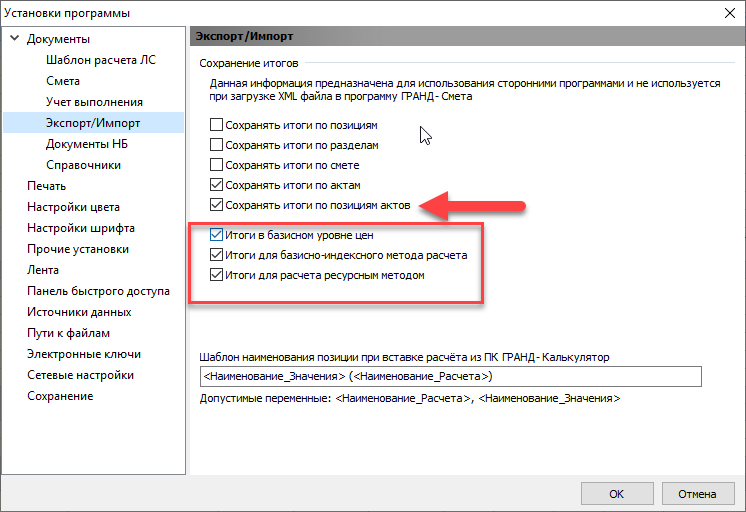 Установки программы
Документы
Шаблон расчета ЛС
Смета
Учет выполнения
Экспорт/Импорт
Документы НБ
Справочники
Печать
Настройки цвета
Настройки шрифта
Прочие установки
Лента
Панель быстрого доступа
Источники данных
Пути к файлам
Электронные ключи
Сетевые настройки
Сохранение
Экспорт/Импорт
Сохранение итогов
Данная информация предназначена для использования сторонними программами и не используется
при загрузке XML файла в программу ГРАНД-Смета
Сохранять итоги по позициям
Сохранять итоги по разделам
Сохранять итоги по смете
Сохранять итоги по актам
Сохранять итоги по позициям актов
Итоги в базисном уровне цен
Итоги для базисно-индексного метода расчета
Итоги для расчета ресурсным методом
Шаблон наименования позиции при вставке расчёта из ПК ГРАНД-Калькулятор
<Наименование_Значения> (<Наименование_Расчета>)
Допустимые переменные: <Наименование_Расчета>, <Наименование_Значения>
OK
Отмена